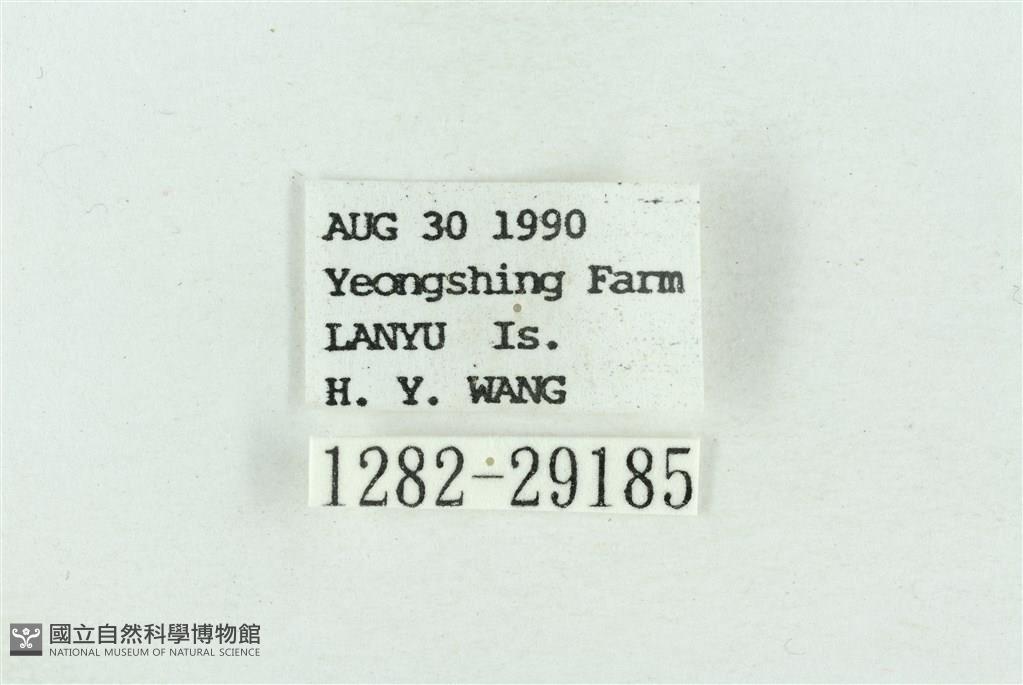 AUG 30 1990
Yeongshing Farm
LANYU Is.
H. Y. WANG
1282-29185
國立自然科學博物館
NATIONAL MUSEUM OF NATURAL SCIENCE